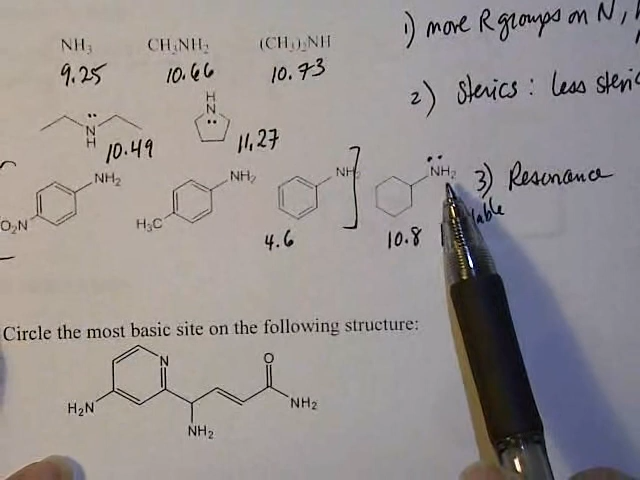 NH3 CH3NH2 (CH3)2NH
9.25 10.66 10.73
1) more R groups on N,
2) Sterics : less steric
H
N
N
H
10.49
11.27
NH2 NH2 NH2 NH2
O2N H3C
3) Resonance
4.6 10.8
Circle the most basic site on the following structure:
N O
H2N NH2
NH2